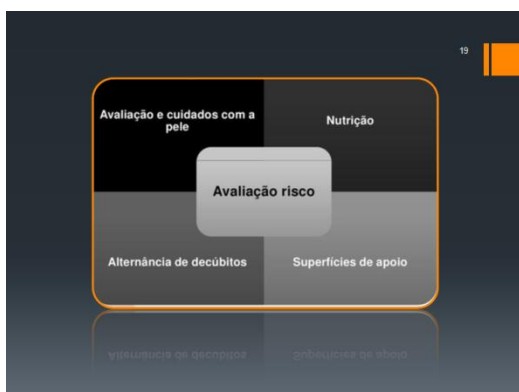 19
Avaliação e cuidados com a
pele
Nutrição
Avaliação risco
Alternância de decúbitos
Superfícies de apoio